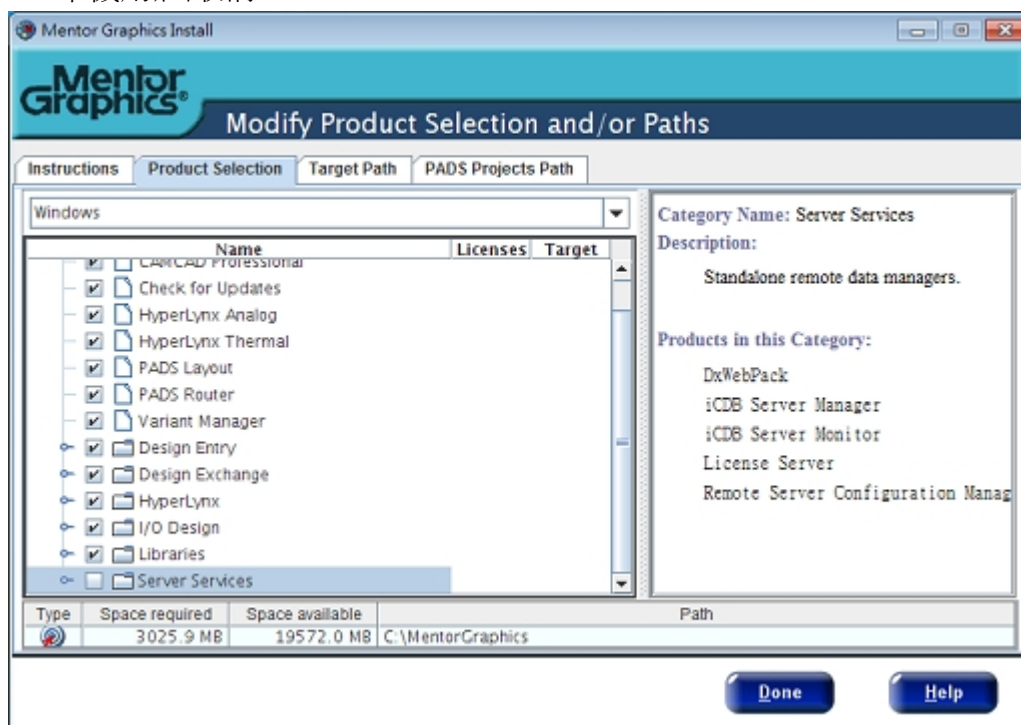 Mentor Graphics Install
Mentor
Graphics®
Modify Product Selection and/or Paths
Instructions
Product Selection
Target Path
PADS Projects Path
Windows
Name
Licenses
Target
CAMCAD Professional
Check for Updates
HyperLynx Analog
HyperLynx Thermal
PADS Layout
PADS Router
Variant Manager
Design Entry
Design Exchange
HyperLynx
I/O Design
Libraries
Server Services
Category Name: Server Services
Description:
Standalone remote data managers.
Products in this Category:
DxWebPack
iCDB Server Manager
iCDB Server Monitor
License Server
Remote Server Configuration Manag
Type
Space required
Space available
Path
3025.9 MB
19572.0 MB
C:\MentorGraphics
Done
Help